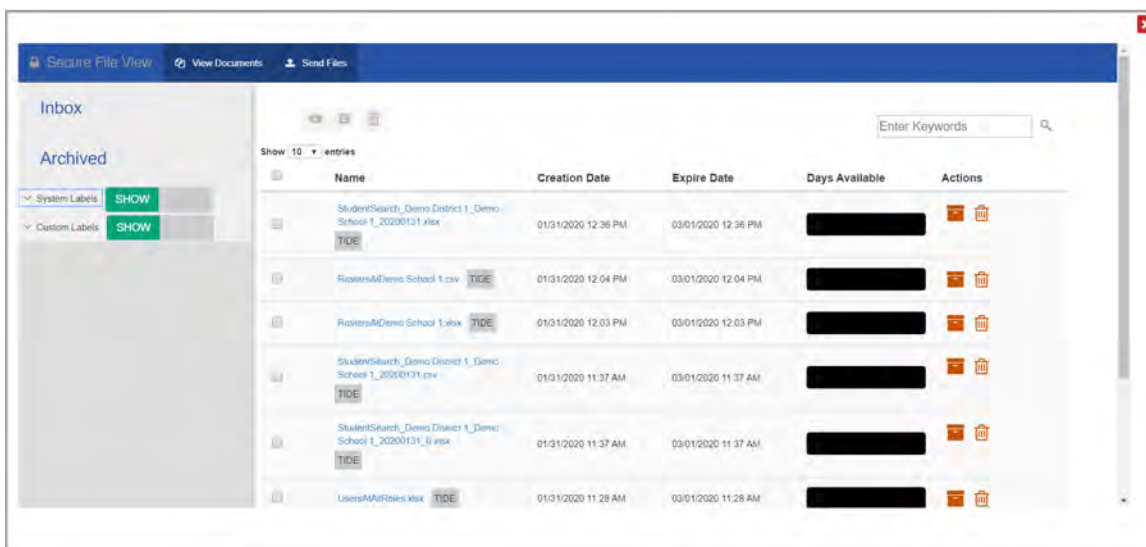 Secure File View View Documents Send Files
Inbox
Archived
System Labels SHOW
Custom Labels SHOW
Enter Keywords
Show 10 entries
Name Creation Date Expire Date Days Available Actions
StudentSearch_Demo District 1_Demo
School 1_20200131.xlsx
TIDE
01/31/2020 12:36 PM 03/01/2020 12:36 PM
RostersAtDemo School 1.csv TIDE 01/31/2020 12:04 PM 03/01/2020 12:04 PM
RostersAtDemo School 1.xlsx TIDE 01/31/2020 12:03 PM 03/01/2020 12:03 PM
StudentSearch_Demo District 1_Demo
School 1_20200131.csv
TIDE
01/31/2020 11:37 AM 03/01/2020 11:37 AM
StudentSearch_Demo District 1_Demo
School 1_20200131_0.xlsx
TIDE
01/31/2020 11:37 AM 03/01/2020 11:37 AM
UsersAtAllRoles.xlsx TIDE 01/31/2020 11:28 AM 03/01/2020 11:28 AM